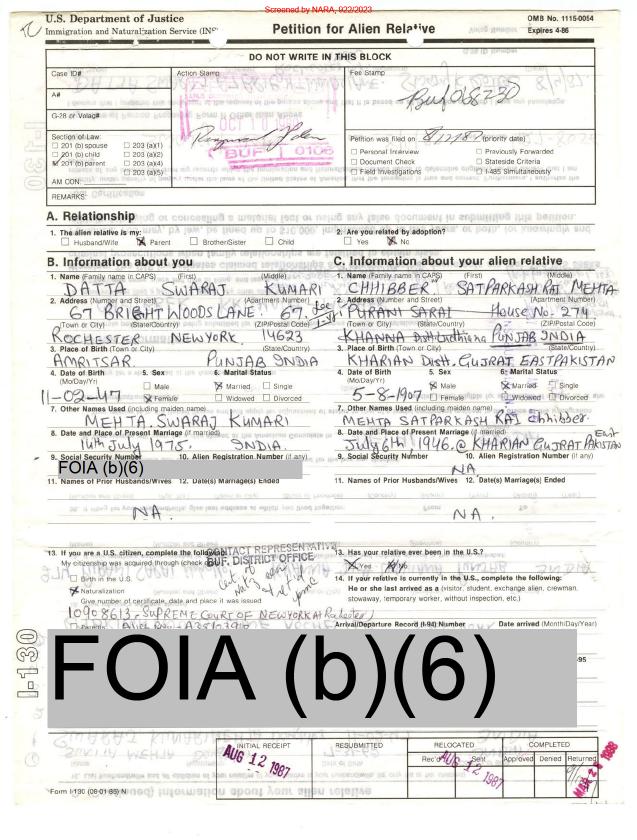 Screened by NARA, 922/2023
U.S. Department of Justice
Immigration and Naturalization Service (INS
Petition for Alien Relative
OMB No. 1115-0054
Expires 4-86
DO NOT WRITE IN THIS BLOCK
Case ID#
Action Stamp
Fee Stamp
A#
Buf 068230
G-28 or Volag#
OCT
BUF 0106
Section of Law:
201 (b) spouse 203 (a)(1)
201 (b) child 203 (a)(2)
201 (b) parent 203 (a)(4)
203 (a)(5)
AM CON:
Petition was filed on 8/12/87 (priority date)
Personal Interview Previously Forwarded
Document Check Stateside Criteria
Field Investigations I-485 Simultaneously
REMARKS:
A. Relationship
1. The alien relative is my:
Husband/Wife Parent Brother/Sister Child
2. Are you related by adoption?
Yes No
B. Information about you
1. Name (Family name in CAPS) (First) (Middle)
DATTA SWARAJ KUMARI
2. Address (Number and Street) (Apartment Number)
67 BRIGHTWOODS LANE 67.
(Town or City) (State/Country) (ZIP/Postal Code)
ROCHESTER NEWYORK 14623
3. Place of Birth (Town or City) (State/Country)
AMRITSAR PUNJAB INDIA
4. Date of Birth (Mo/Day/Yr) 5. Sex 6. Marital Status
Male Married Single
11-02-47 Female Widowed Divorced
7. Other Names Used (including maiden name)
MEHTA. SWARAJ KUMARI
8. Date and Place of Present Marriage (if married)
14th July 1975. INDIA
9. Social Security Number 10. Alien Registration Number (if any)
FOIA (b)(6)
11. Names of Prior Husbands/Wives 12. Date(s) Marriage(s) Ended
NA.
13. If you are a U.S. citizen, complete the following:
My citizenship was acquired through (check
CONTACT REPRESENTATIVE
BUF. DISTRICT OFFICE
Birth in the U.S.
Naturalization
Give number of certificate, date and place it was issued
10908613 - SUPREME COURT OF NEWYORK At Rochester)
Parents
C. Information about your alien relative
1. Name (Family name in CAPS) (First) (Middle)
CHHIBBER" SATPARKASH RAJ MEHTA
2. Address (Number and Street) (Apartment Number)
PURANI SARAI House No. 274
(Town or City) (State/Country) (ZIP/Postal Code)
KHANNA Distt Ludhiana PUNJAB INDIA
3. Place of Birth (Town or City) (State/Country)
KHARIAN Disth. GUJRAT EASTPAKISTAN
4. Date of Birth (Mo/Day/Yr) 5. Sex 6. Marital Status
Male Married Single
5-8-1907 Female Widowed Divorced
7. Other Names Used (including maiden name)
MEHTA SATPARKASH RAJ Chhibber.
8. Date and Place of Present Marriage (if married)
July 6th, 1946. @ KHARIAN GUJRAT East PAKISTAN
9. Social Security Number 10. Alien Registration Number (if any)
NA
11. Names of Prior Husbands/Wives 12. Date(s) Marriage(s) Ended
NA.
13. Has your relative ever been in the U.S.?
Yes No
14. If your relative is currently in the U.S., complete the following:
He or she last arrived as a (visitor, student, exchange alien, crewman,
stowaway, temporary worker, without inspection, etc.)
Arrival/Departure Record (I-94) Number Date arrived (Month/Day/Year)
FOIA (b)(6)
-95
I-130
INITIAL RECEIPT RESUBMITTED RELOCATED COMPLETED
Rec'd Sent Approved Denied Returned
AUG 12 1987
AUG 12 1987
MAR 28 1988
Form I-130 (06-01-85) N